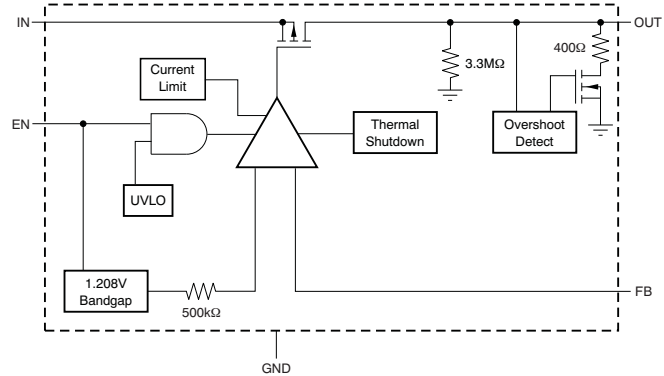 IN
OUT
400Ω
3.3MΩ
Current
Limit
EN
Thermal
Shutdown
Overshoot
Detect
UVLO
1.208V
Bandgap
500kΩ
FB
GND